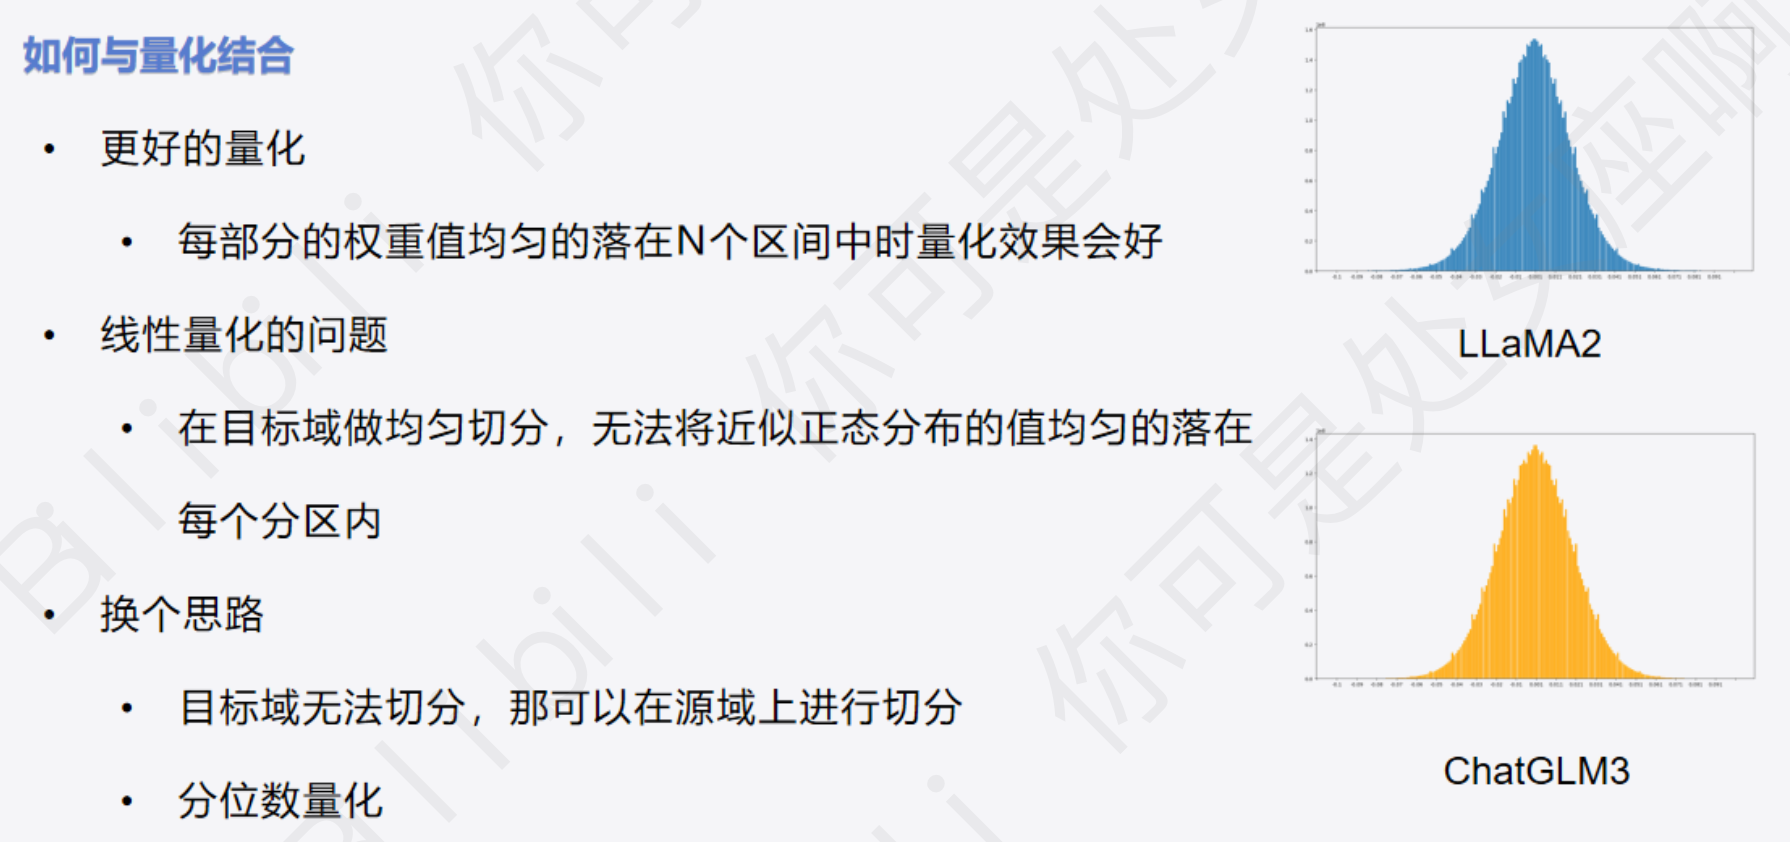 如何与量化结合
• 更好的量化
• 每部分的权重值均匀的落在N个区间中时量化效果会好
• 线性量化的问题
• 在目标域做均匀切分，无法将近似正态分布的值均匀的落在
每个分区内
• 换个思路
• 目标域无法切分，那可以在源域上进行切分
• 分位数量化
LLaMA2
ChatGLM3